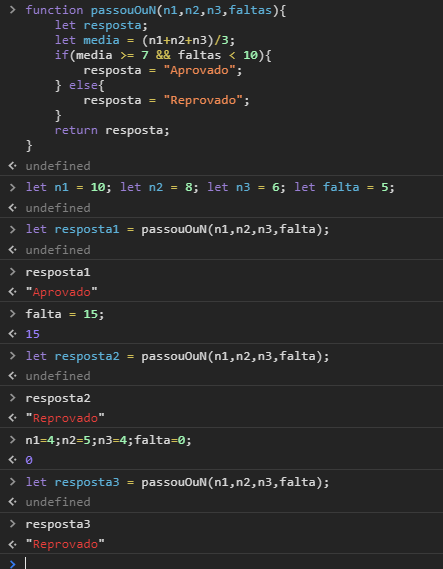 > function passouOuN(n1,n2,n3,faltas){
let resposta;
let media = (n1+n2+n3)/3;
if(media >= 7 && faltas < 10){
resposta = "Aprovado";
} else{
resposta = "Reprovado";
}
return resposta;
}
undefined
> let n1 = 10; let n2 = 8; let n3 = 6; let falta = 5;
undefined
> let resposta1 = passouOuN(n1,n2,n3,falta);
undefined
> resposta1
"Aprovado"
> falta = 15;
15
> let resposta2 = passouOuN(n1,n2,n3,falta);
undefined
> resposta2
"Reprovado"
> n1=4;n2=5;n3=4;falta=0;
0
> let resposta3 = passouOuN(n1,n2,n3,falta);
undefined
> resposta3
"Reprovado"
>